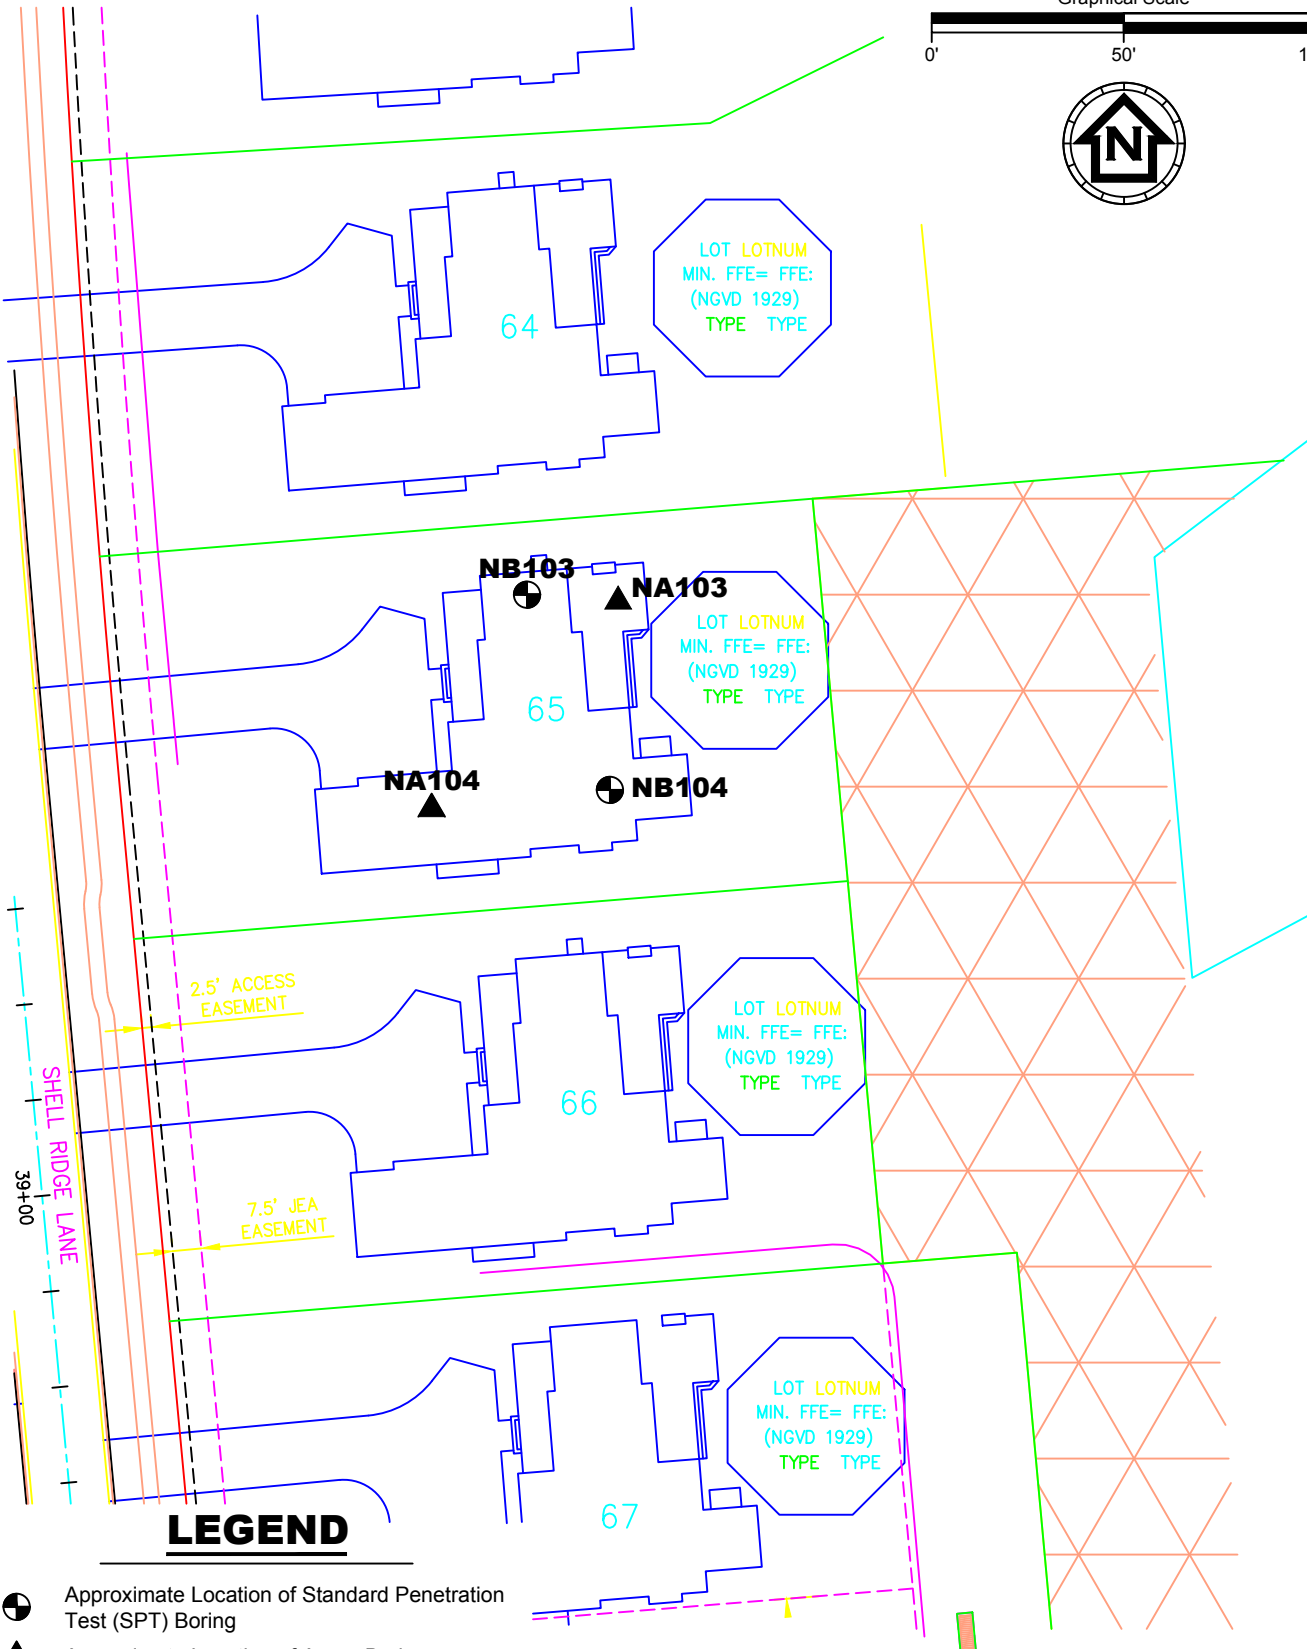 Graphical Scale
0'
50'
N
LOT LOTNUM
MIN. FFE= FFE:
(NGVD 1929)
TYPE TYPE
64
NB103
NA103
LOT LOTNUM
MIN. FFE= FFE:
(NGVD 1929)
TYPE TYPE
65
NA104
NB104
2.5' ACCESS
EASEMENT
LOT LOTNUM
MIN. FFE= FFE:
(NGVD 1929)
TYPE TYPE
66
SHELL RIDGE LANE
39+00
7.5' JEA
EASEMENT
LOT LOTNUM
MIN. FFE= FFE:
(NGVD 1929)
TYPE TYPE
67
LEGEND
Approximate Location of Standard Penetration
Test (SPT) Boring